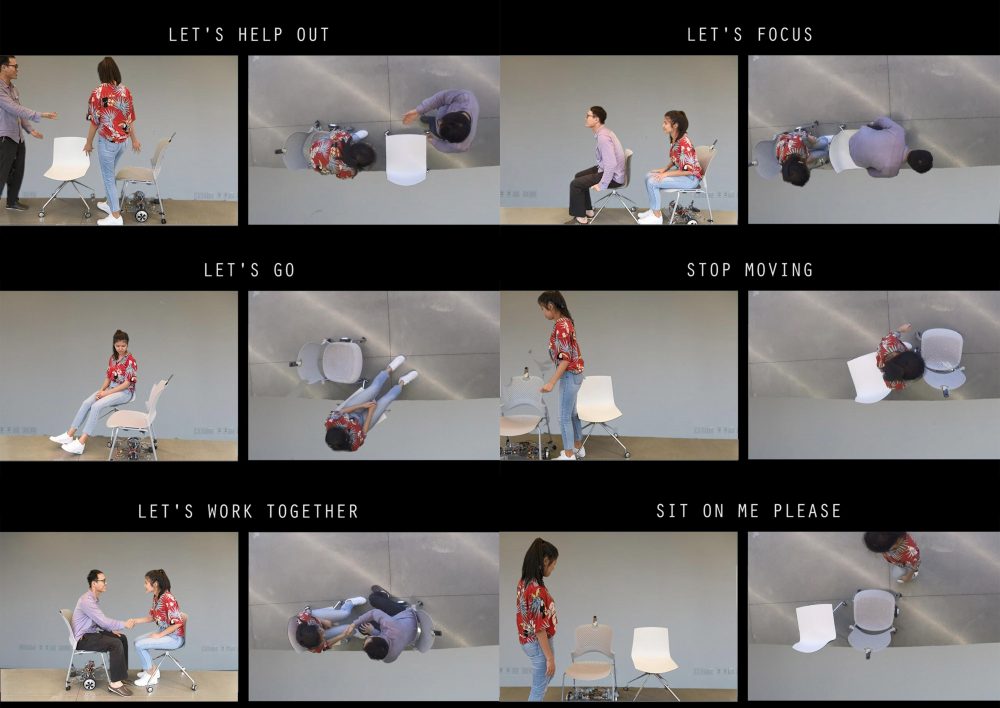 LET'S HELP OUT
LET'S FOCUS
LET'S GO
STOP MOVING
LET'S WORK TOGETHER
SIT ON ME PLEASE